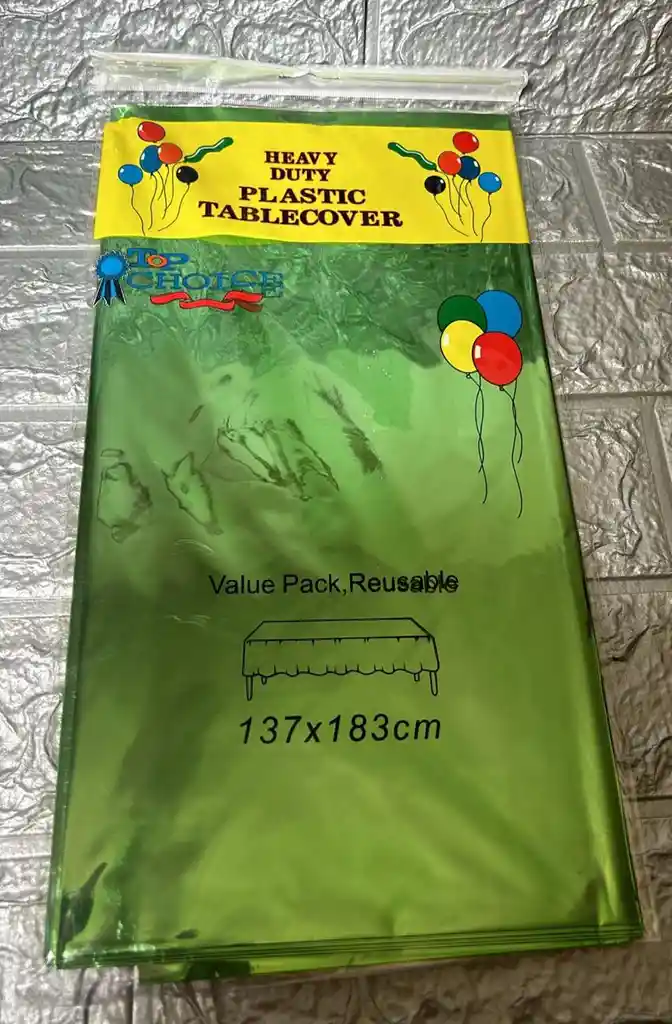 HEAVY
DUTY
PLASTIC
TABLECOVER
TOP
CHOICE
Value Pack,Reusable
137x183cm